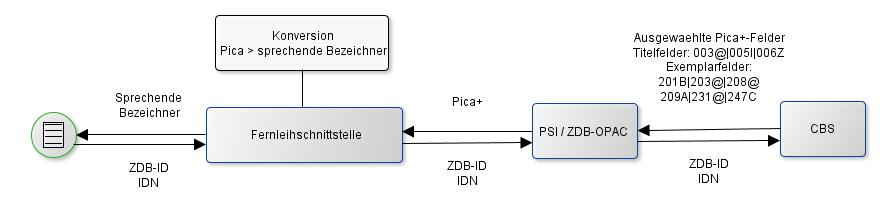 Konversion
Pica > sprechende Bezeichner
Ausgewaehlte Pica+-Felder
Titelfelder: 003@|005I|006Z
Exemplarfelder:
201B|203@|208@
209A|231@|247C
Sprechende
Bezeichner
Pica+
Fernleihschnittstelle
PSI / ZDB-OPAC
CBS
ZDB-ID
IDN
ZDB-ID
IDN
ZDB-ID
IDN